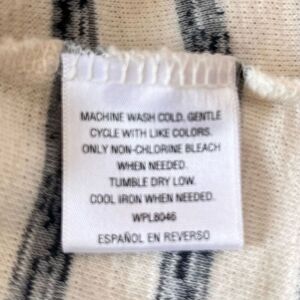 MACHINE WASH COLD, GENTLE
CYCLE WITH LIKE COLORS.
ONLY NON-CHLORINE BLEACH
WHEN NEEDED.
TUMBLE DRY LOW.
COOL IRON WHEN NEEDED.
WPL8046
ESPAÑOL EN REVERSO